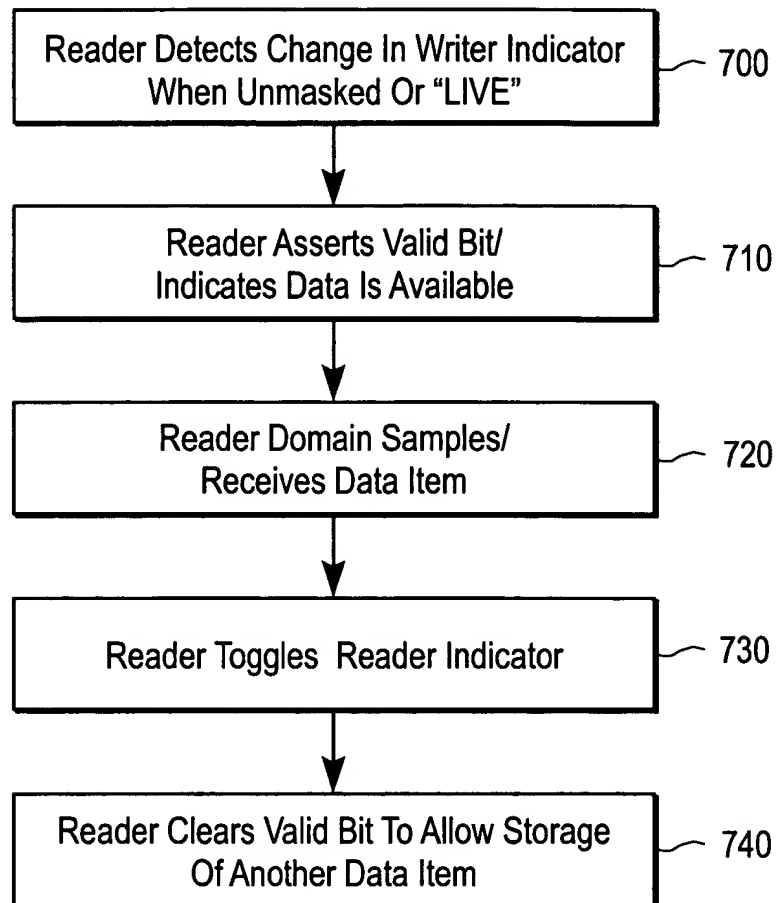 Reader Detects Change In Writer Indicator
When Unmasked Or “LIVE”
700
Reader Asserts Valid Bit/
Indicates Data Is Available
710
Reader Domain Samples/
Receives Data Item
720
Reader Toggles Reader Indicator
730
Reader Clears Valid Bit To Allow Storage
Of Another Data Item
740